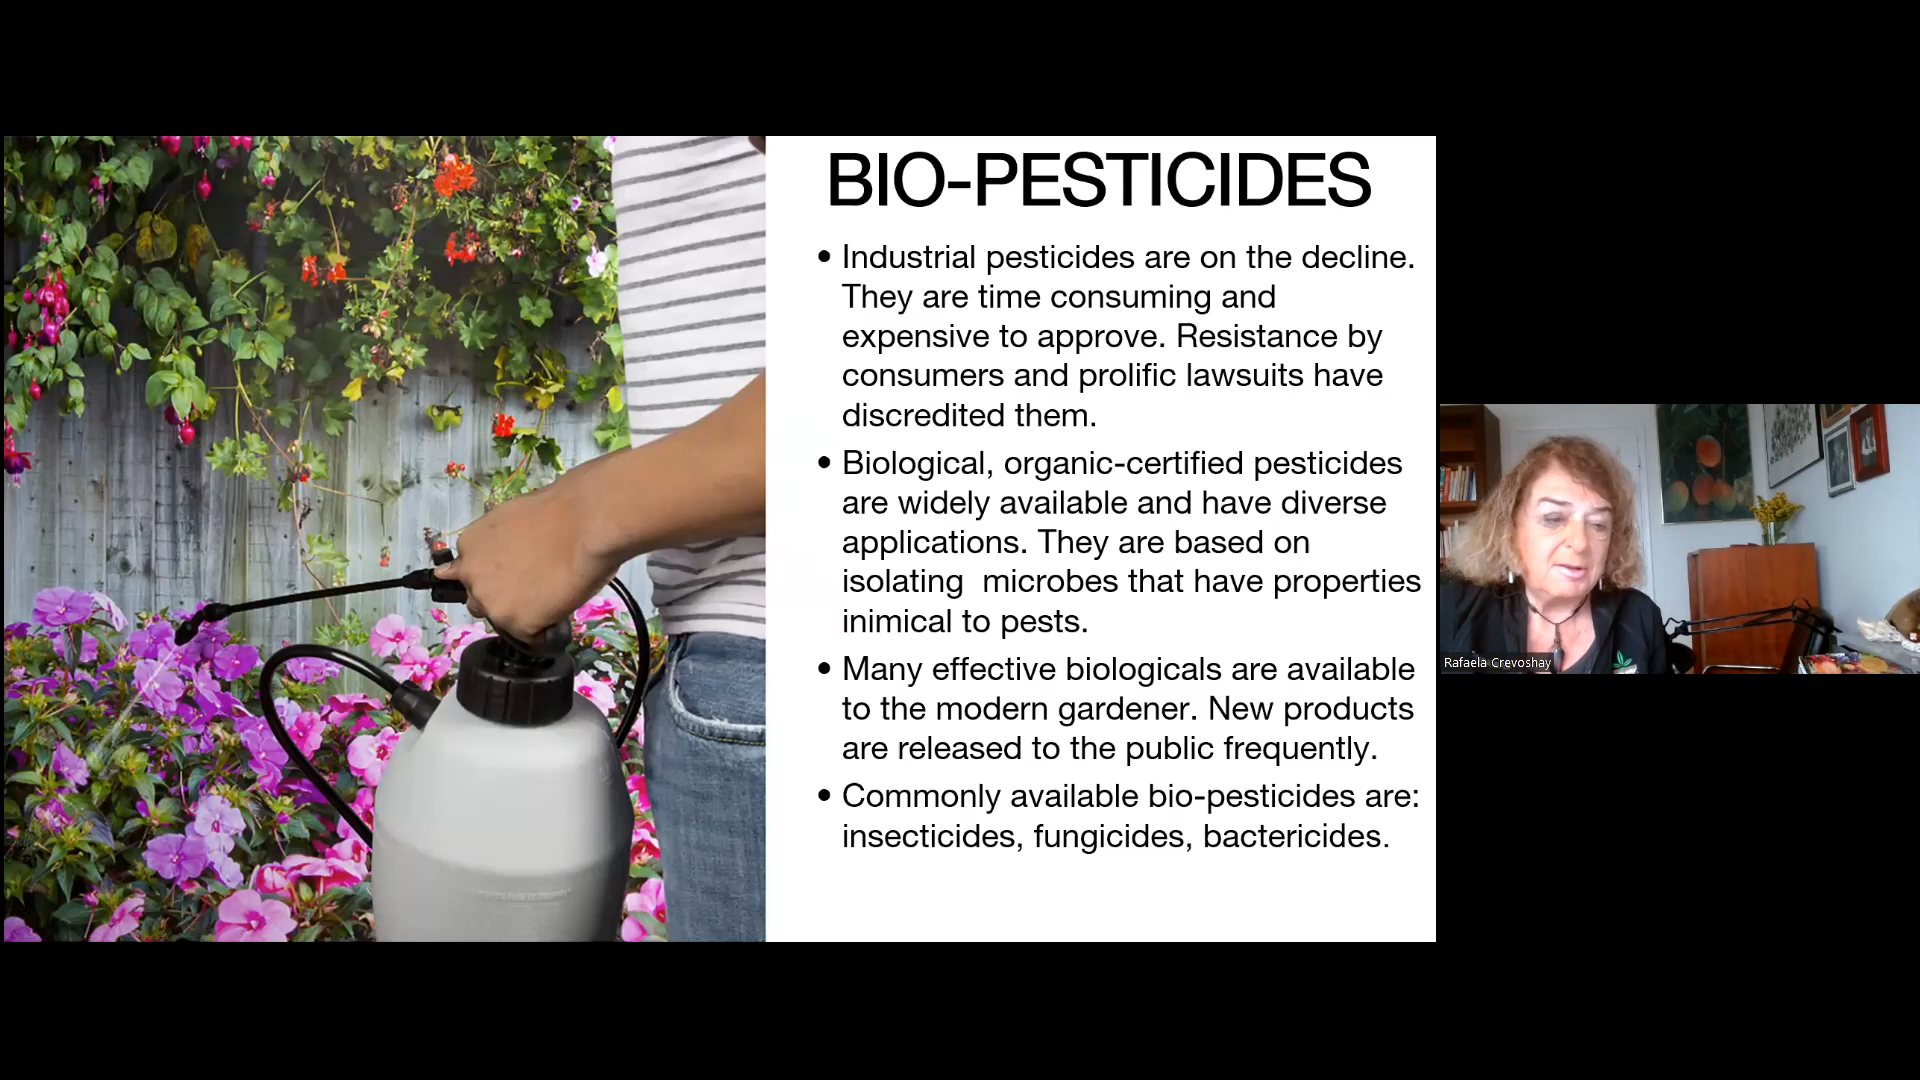 BIO-PESTICIDES
• Industrial pesticides are on the decline.
They are time consuming and
expensive to approve. Resistance by
consumers and prolific lawsuits have
discredited them.
• Biological, organic-certified pesticides
are widely available and have diverse
applications. They are based on
isolating  microbes that have properties
inimical to pests.
• Many effective biologicals are available
to the modern gardener. New products
are released to the public frequently.
• Commonly available bio-pesticides are:
insecticides, fungicides, bactericides.
Rafaela Crevoshay